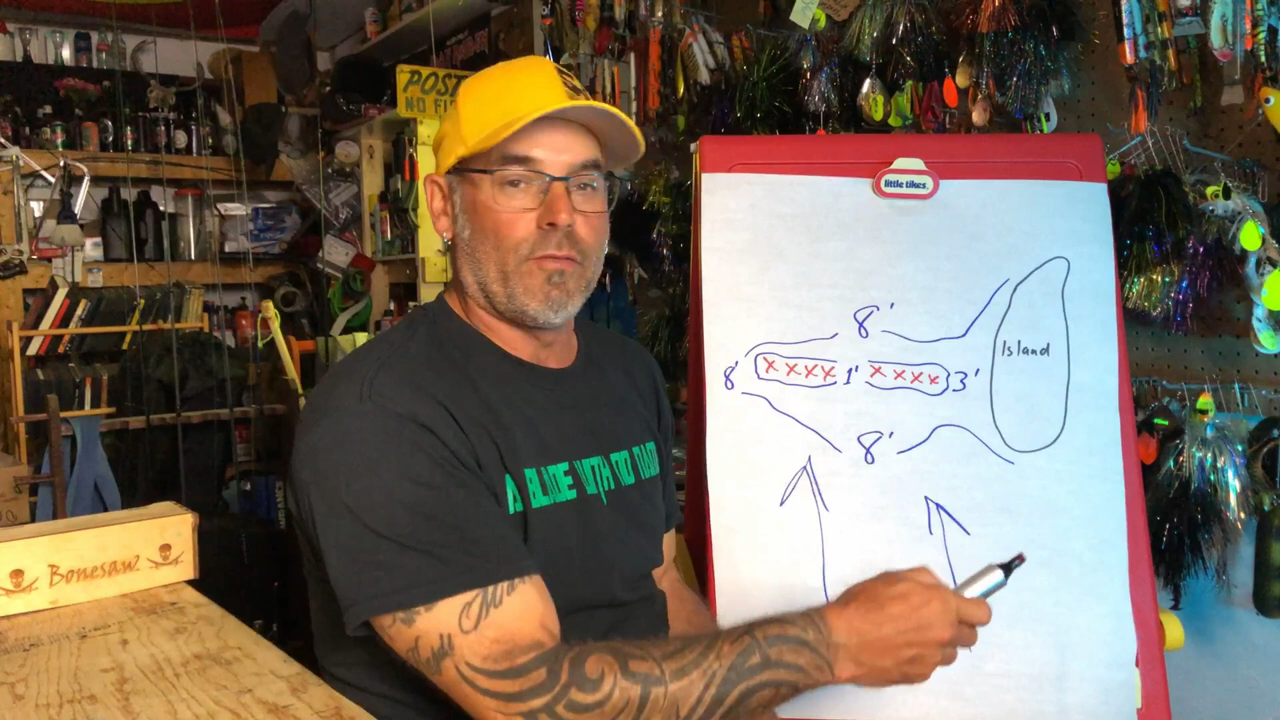 POST
NO FI
little tikes
8'
Island
8' xxxx 1' xxxx 3'
8'
A BLADE WITH NO NAME
Bonesaw